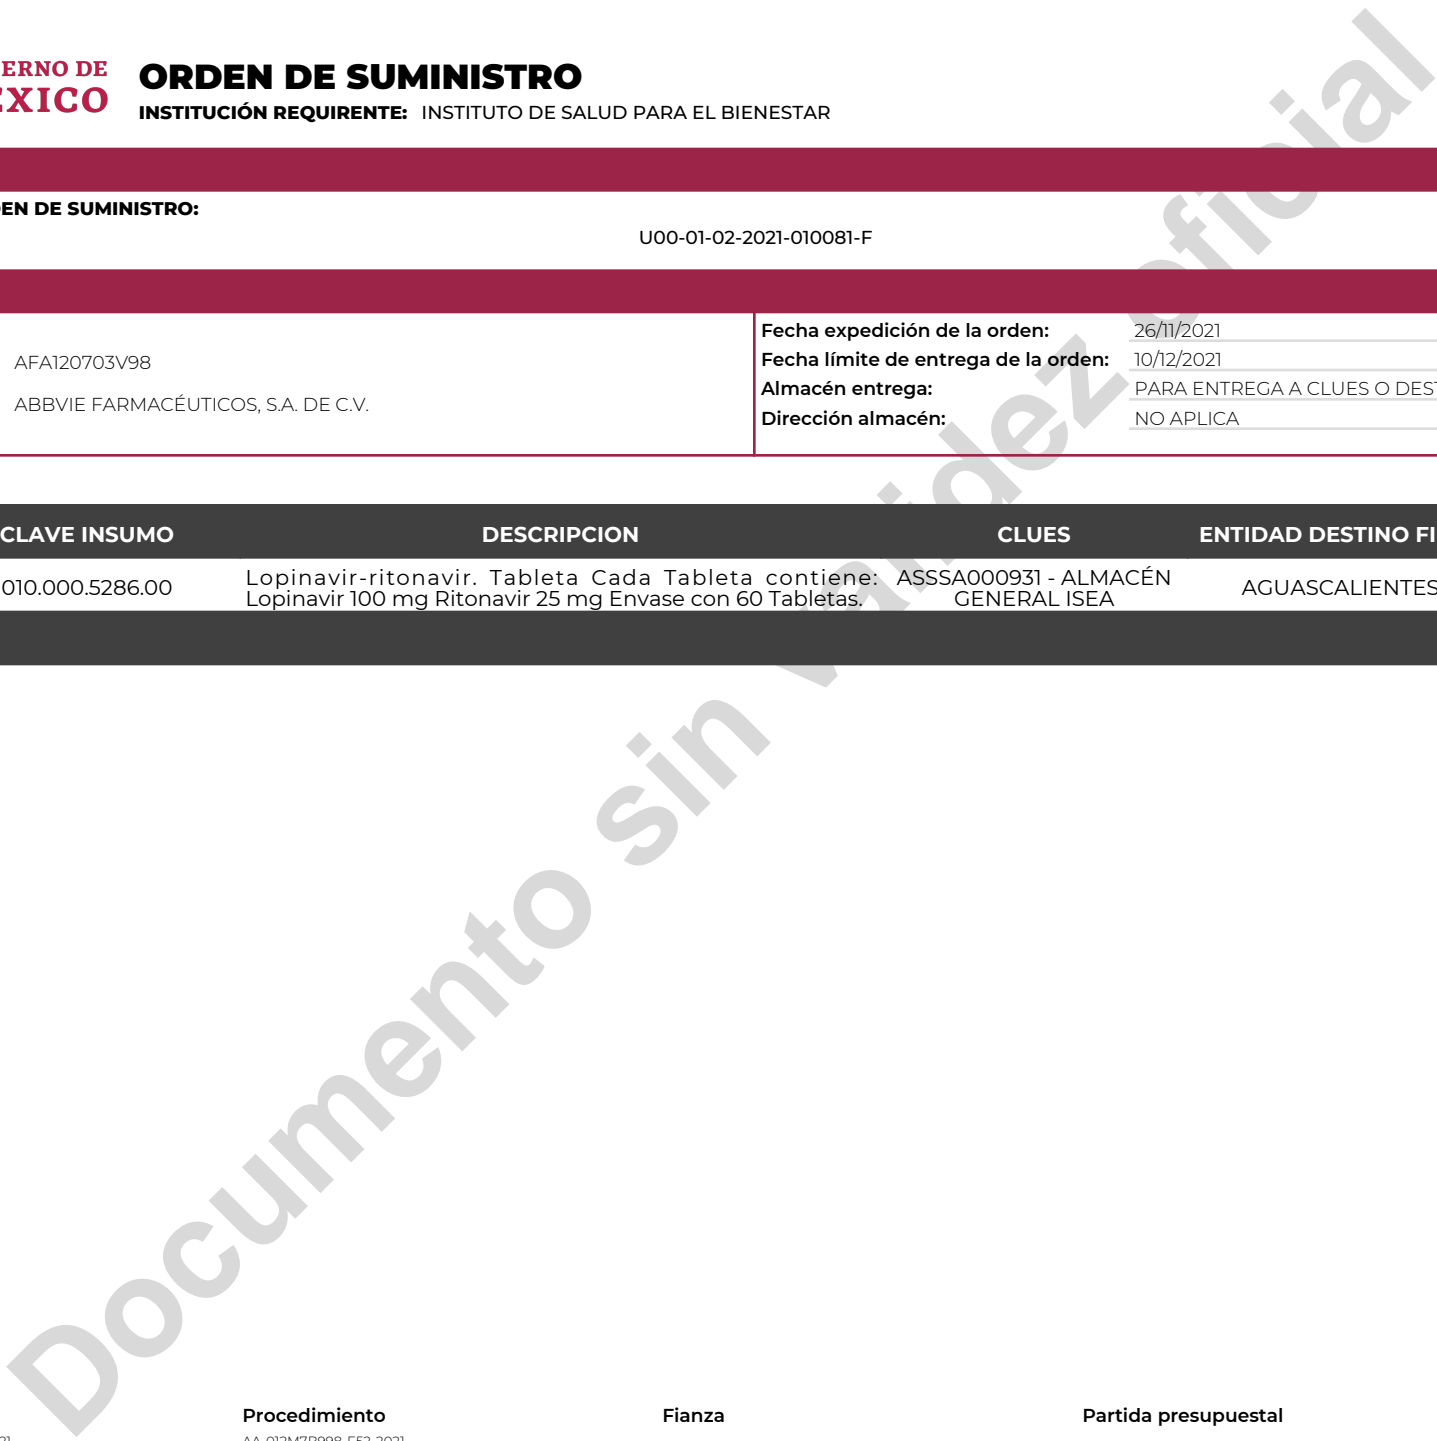 ERNO DE
EXICO
ORDEN DE SUMINISTRO
INSTITUCIÓN REQUIRENTE: INSTITUTO DE SALUD PARA EL BIENESTAR
EN DE SUMINISTRO:
U00-01-02-2021-010081-F
AFA120703V98
ABBVIE FARMACÉUTICOS, S.A. DE C.V.
Fecha expedición de la orden: 26/11/2021
Fecha límite de entrega de la orden: 10/12/2021
Almacén entrega: PARA ENTREGA A CLUES O DEST
Dirección almacén: NO APLICA
CLAVE INSUMO DESCRIPCION CLUES ENTIDAD DESTINO FI
010.000.5286.00
Lopinavir-ritonavir. Tableta Cada Tableta contiene:
Lopinavir 100 mg Ritonavir 25 mg Envase con 60 Tabletas.
ASSSA000931 - ALMACÉN
GENERAL ISEA
AGUASCALIENTES
Documento sin validez oficial
Procedimiento Fianza Partida presupuestal